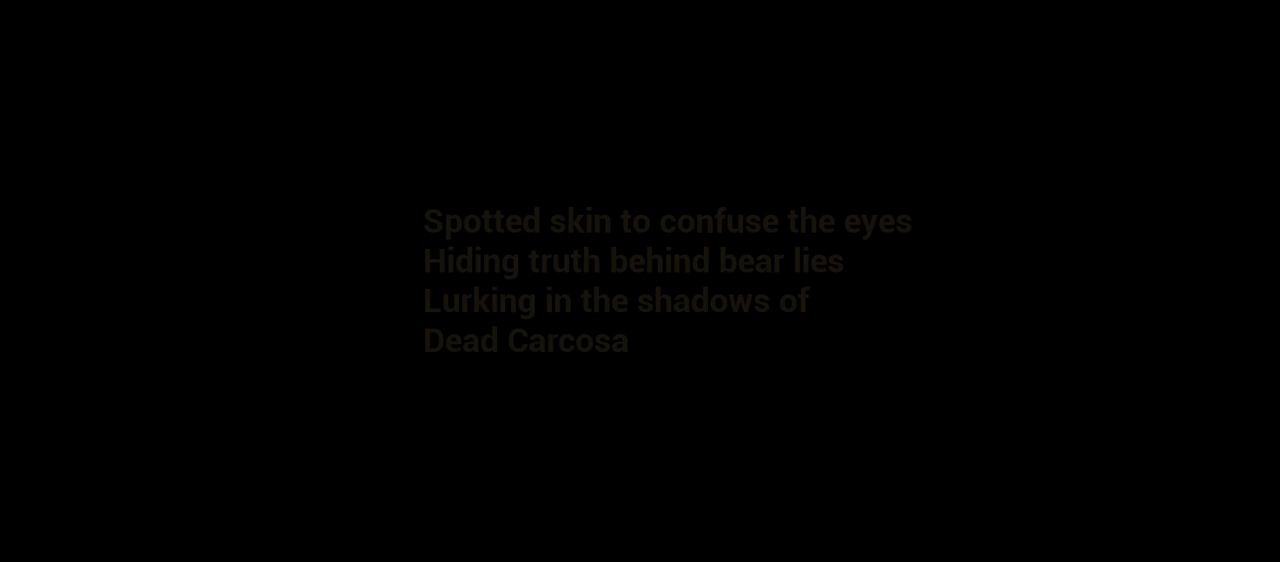 Spotted skin to confuse the eyes
Hiding truth behind bear lies
Lurking in the shadows of
Dead Carcosa